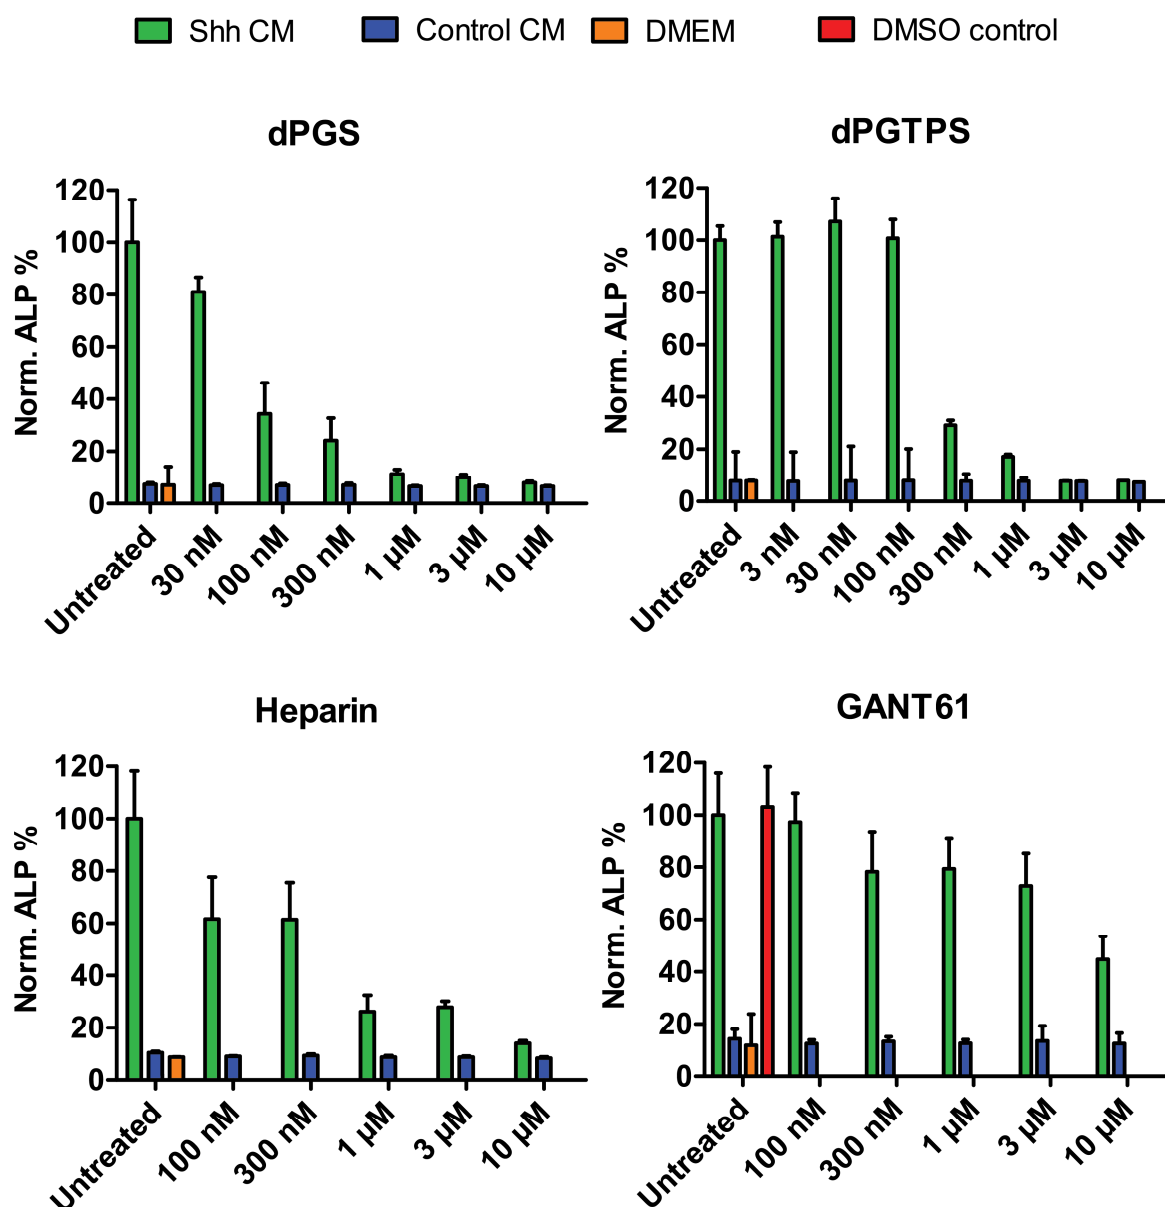 Shh CM Control CM DMEM DMSO control
dPGS
Norm. ALP %
120
100
80
60
40
20
0
Untreated 30 nM 100 nM 300 nM 1 µM 3 µM 10 µM
dPGTPS
Norm. ALP %
120
100
80
60
40
20
0
Untreated 3 nM 30 nM 100 nM 300 nM 1 µM 3 µM 10 µM
Heparin
Norm. ALP %
120
100
80
60
40
20
0
Untreated 100 nM 300 nM 1 µM 3 µM 10 µM
GANT61
Norm. ALP %
120
100
80
60
40
20
0
Untreated 100 nM 300 nM 1 µM 3 µM 10 µM